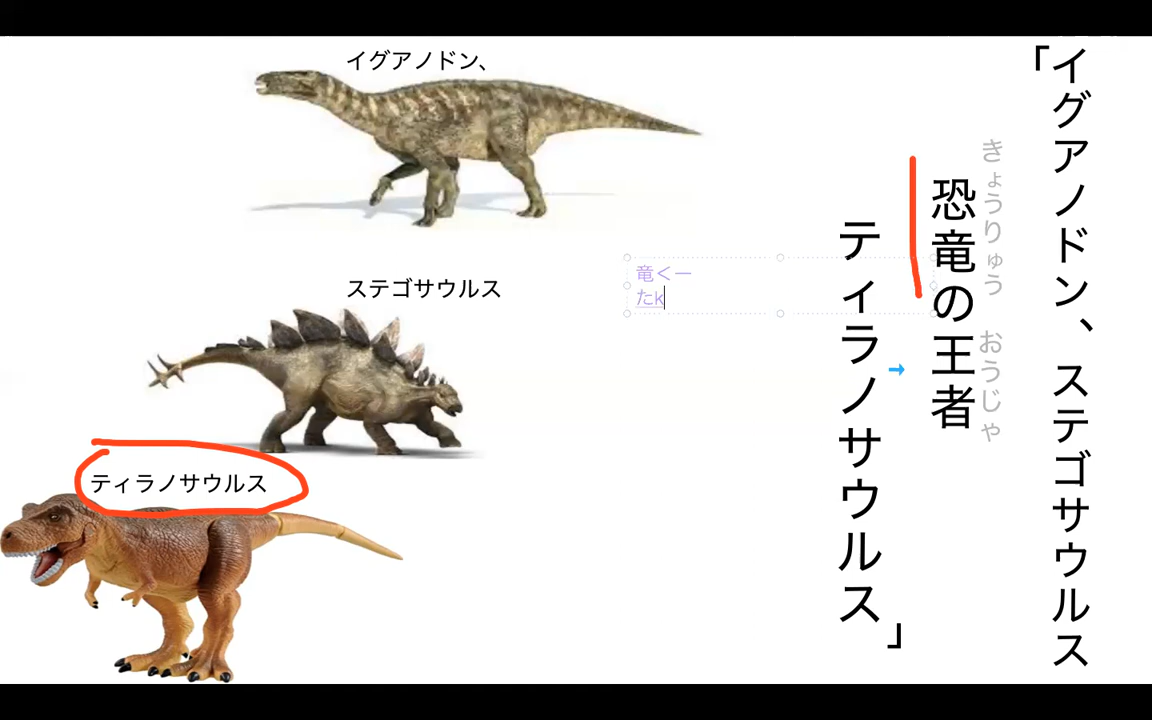 「イグアノドン、ステゴサウルス
きょうりゅう おうじゃ
恐竜の王者
ティラノサウルス」
イグアノドン、
ステゴサウルス
ティラノサウルス
竜くー
たk